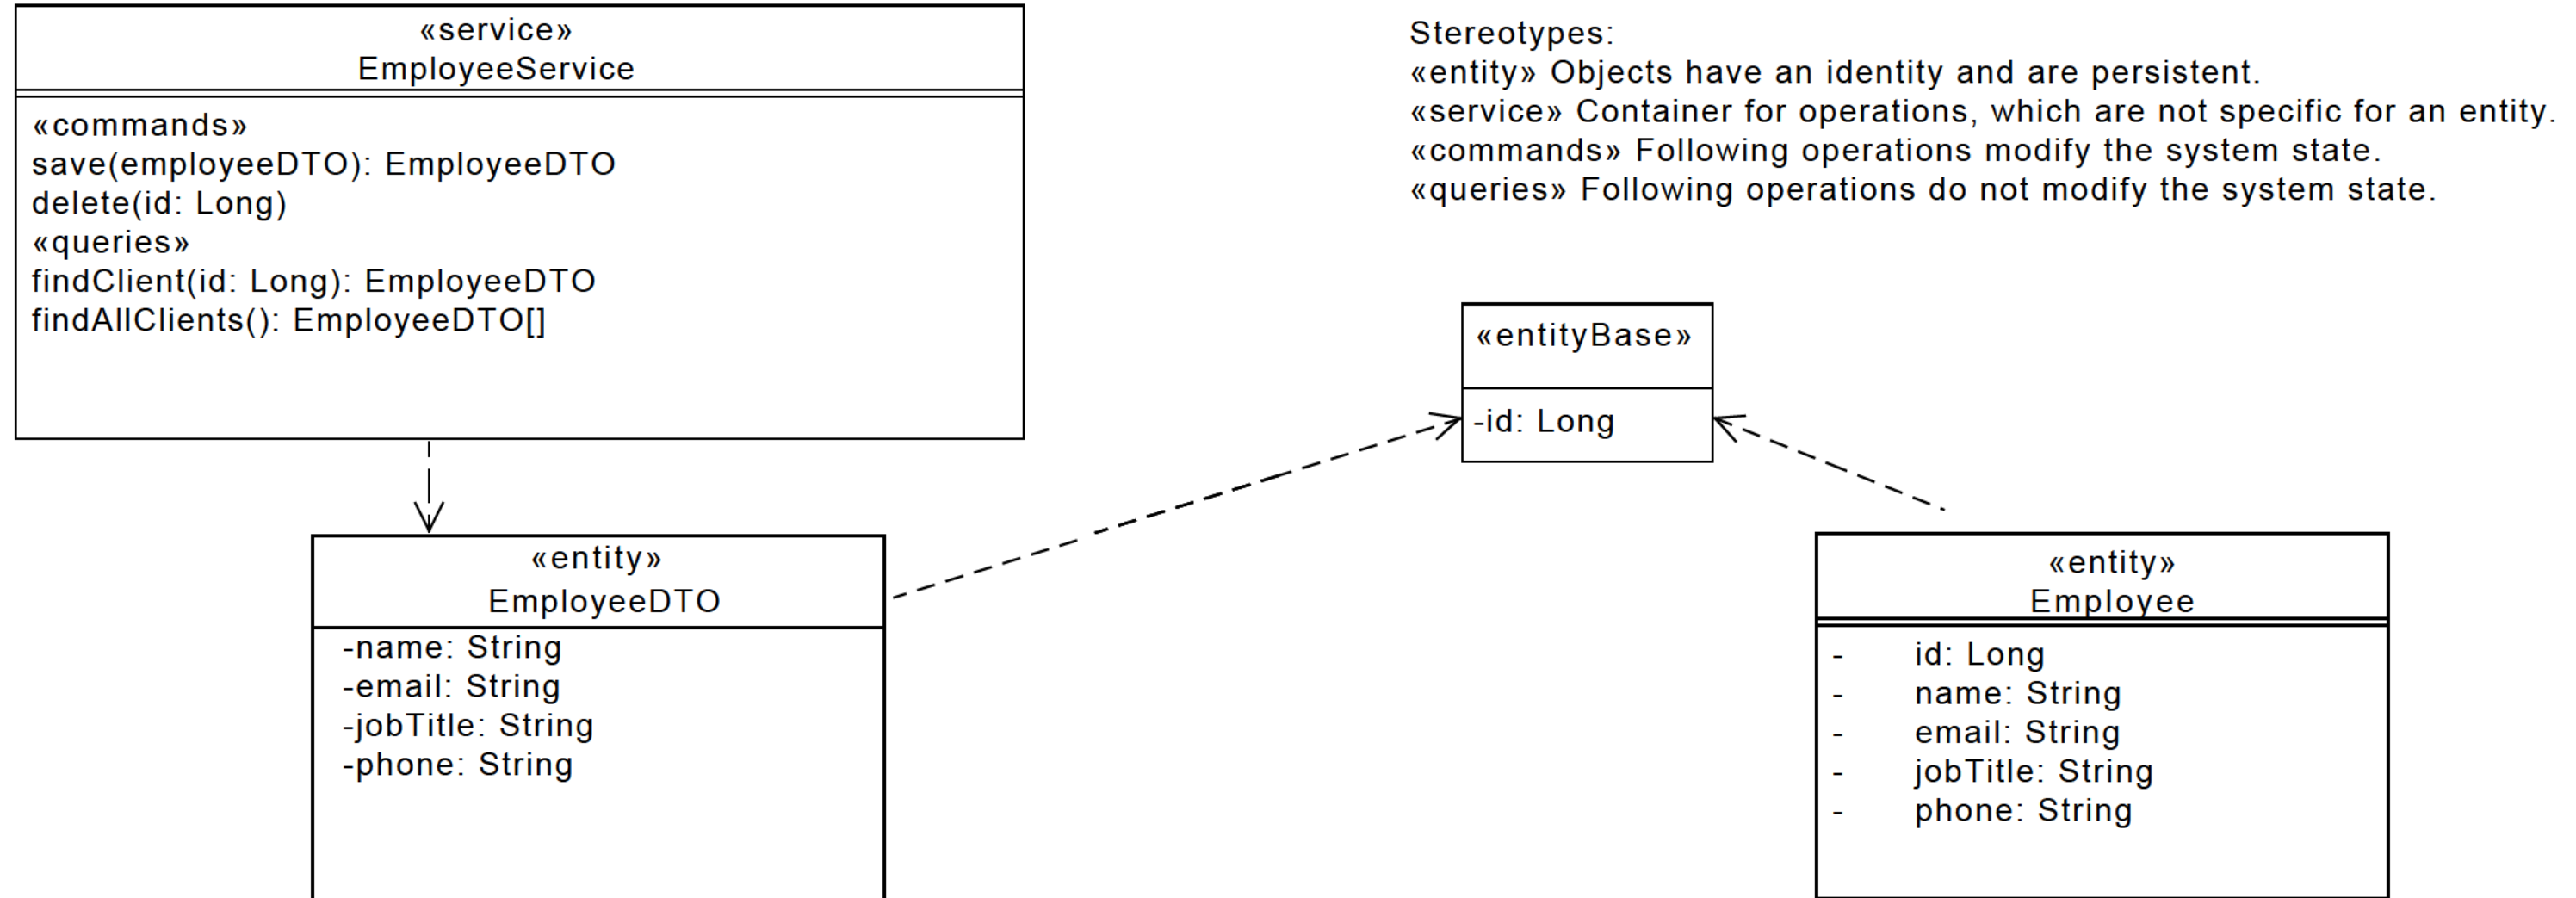 «service»
EmployeeService
«commands»
save(employeeDTO): EmployeeDTO
delete(id: Long)
«queries»
findClient(id: Long): EmployeeDTO
findAllClients(): EmployeeDTO[]
Stereotypes:
«entity» Objects have an identity and are persistent.
«service» Container for operations, which are not specific for an entity.
«commands» Following operations modify the system state.
«queries» Following operations do not modify the system state.
«entityBase»
-id: Long
«entity»
EmployeeDTO
-name: String
-email: String
-jobTitle: String
-phone: String
«entity»
Employee
- id: Long
- name: String
- email: String
- jobTitle: String
- phone: String